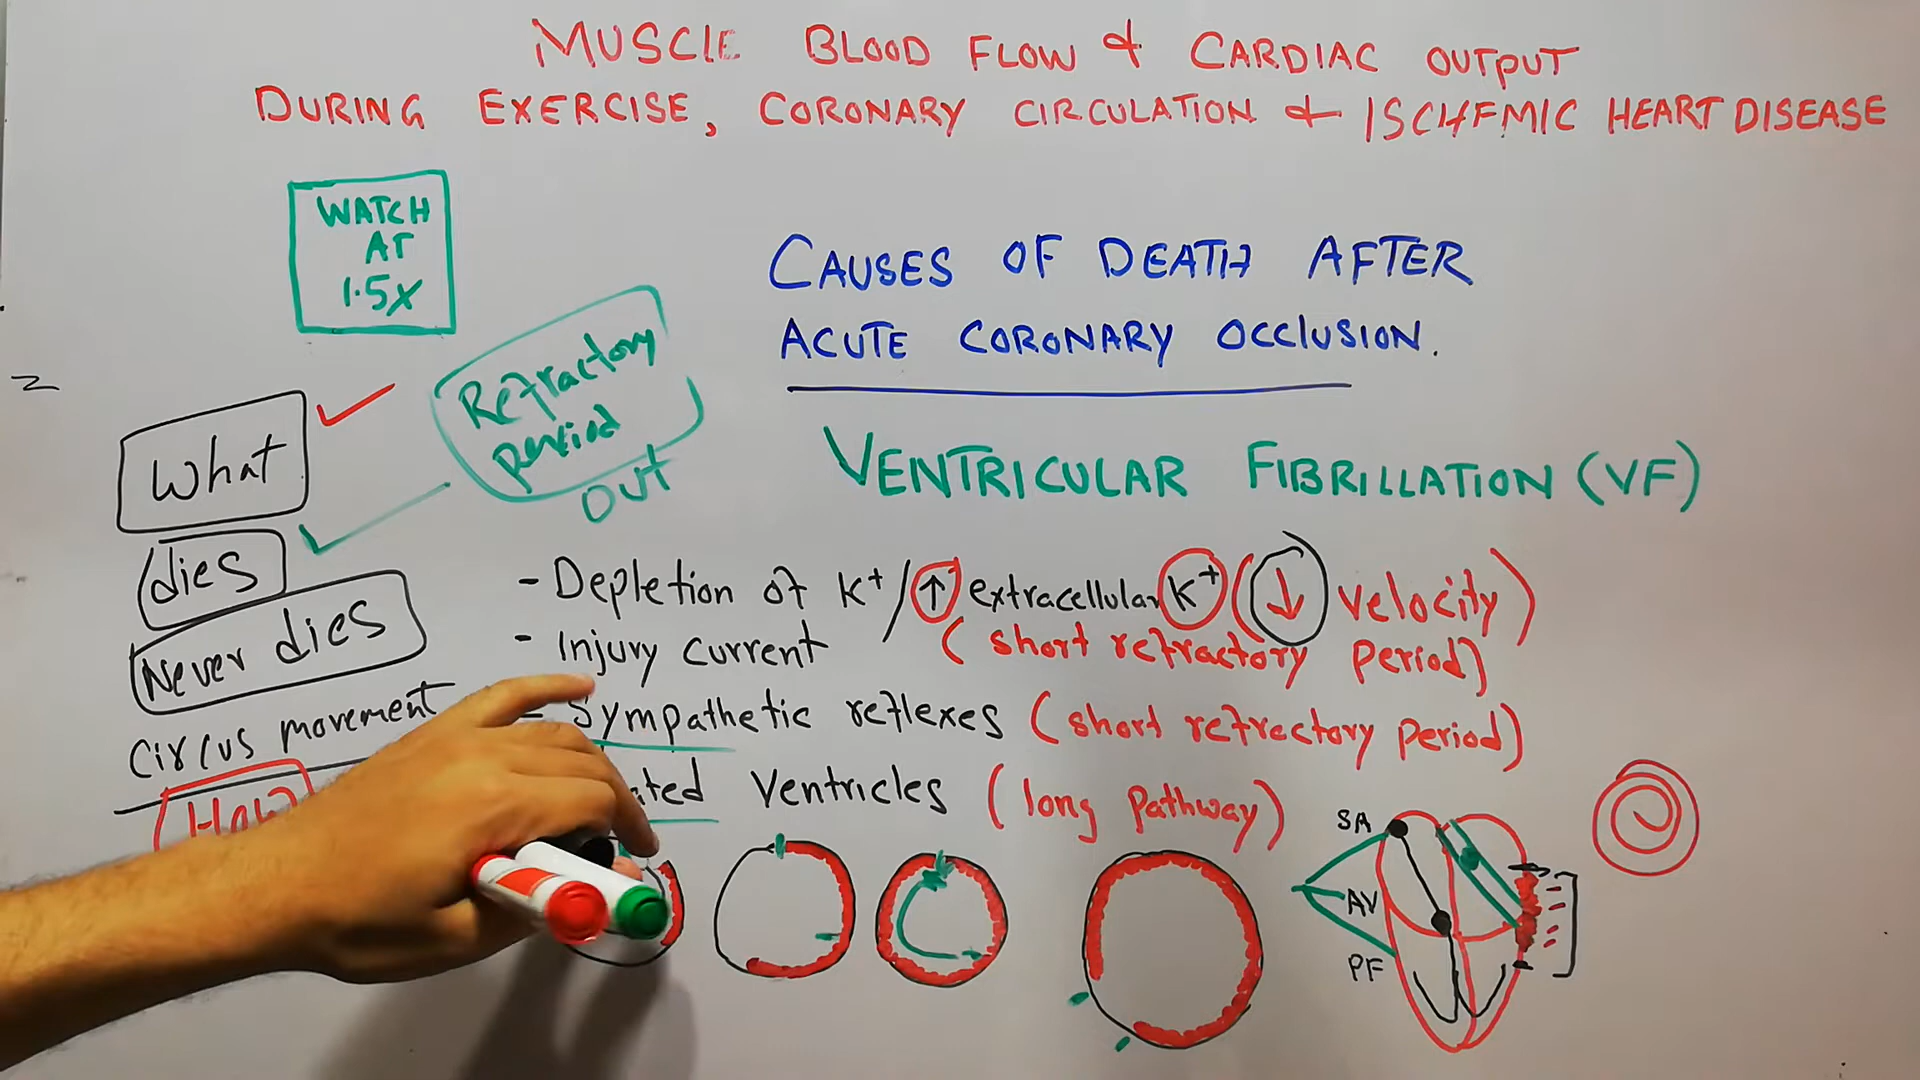 MUSCLE BLOOD FLOW & CARDIAC OUTPUT
DURING EXERCISE, CORONARY CIRCULATION & ISCHEMIC HEART DISEASE
WATCH
AT
1.5X
CAUSES OF DEATH AFTER
ACUTE CORONARY OCCLUSION.
Refractory
period
OUT
What
dies
Never dies
Circus movement
How
VENTRICULAR FIBRILLATION (VF)
- Depletion of K+/↑ extracellular K+ (↓ velocity)
- Injury current (short refractory period)
- Sympathetic reflexes (short refractory period)
ated Ventricles (long pathway)
SA
AV
PF